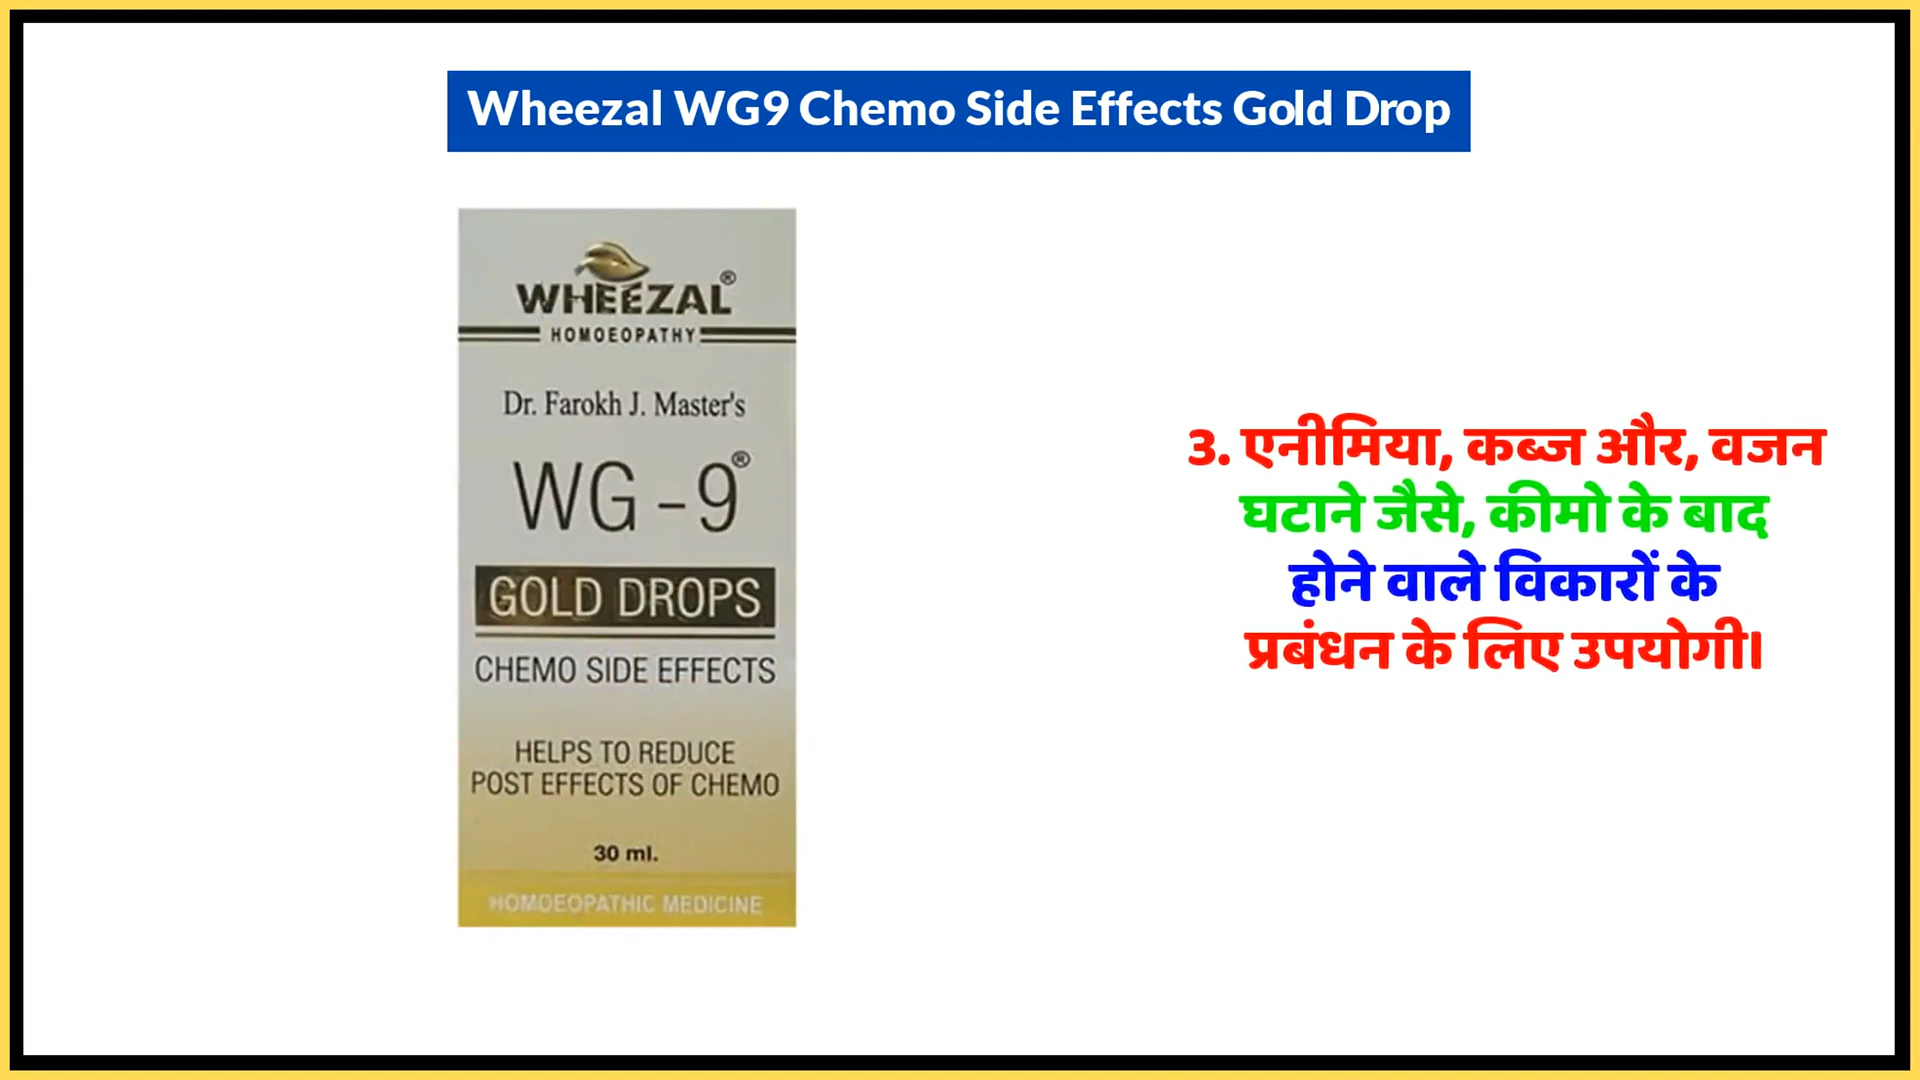 Wheezal WG9 Chemo Side Effects Gold Drop
WHEEZAL®
HOMOEOPATHY
Dr. Farokh J. Master's
WG-9®
GOLD DROPS
CHEMO SIDE EFFECTS
HELPS TO REDUCE
POST EFFECTS OF CHEMO
30 ml.
HOMOEOPATHIC MEDICINE
3. एनीमिया, कब्ज और, वजन
घटाने जैसे, कीमो के बाद
होने वाले विकारों के
प्रबंधन के लिए उपयोगी।